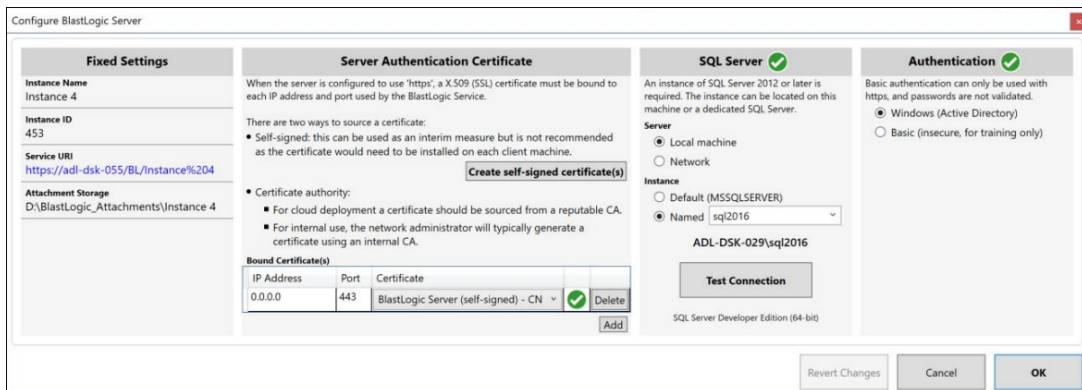 Configure BlastLogic Server
Fixed Settings
Instance Name
Instance 4
Instance ID
453
Service URI
https://adl-dsk-055/BL/Instance%204
Attachment Storage
D:\BlastLogic_Attachments\Instance 4
Server Authentication Certificate
When the server is configured to use 'https', a X.509 (SSL) certificate must be bound to
each IP address and port used by the BlastLogic Service.
There are two ways to source a certificate:
• Self-signed: this can be used as an interim measure but is not recommended
as the certificate would need to be installed on each client machine.
Create self-signed certificate(s)
• Certificate authority:
▪ For cloud deployment a certificate should be sourced from a reputable CA.
▪ For internal use, the network administrator will typically generate a
certificate using an internal CA.
Bound Certificate(s)
IP Address Port Certificate
0.0.0.0 443 BlastLogic Server (self-signed) - CN Delete
Add
SQL Server
An instance of SQL Server 2012 or later is
required. The instance can be located on this
machine or a dedicated SQL Server.
Server
Local machine
Network
Instance
Default (MSSQLSERVER)
Named sql2016
ADL-DSK-029\sql2016
Test Connection
SQL Server Developer Edition (64-bit)
Authentication
Basic authentication can only be used with
https, and passwords are not validated.
Windows (Active Directory)
Basic (insecure, for training only)
Revert Changes Cancel OK